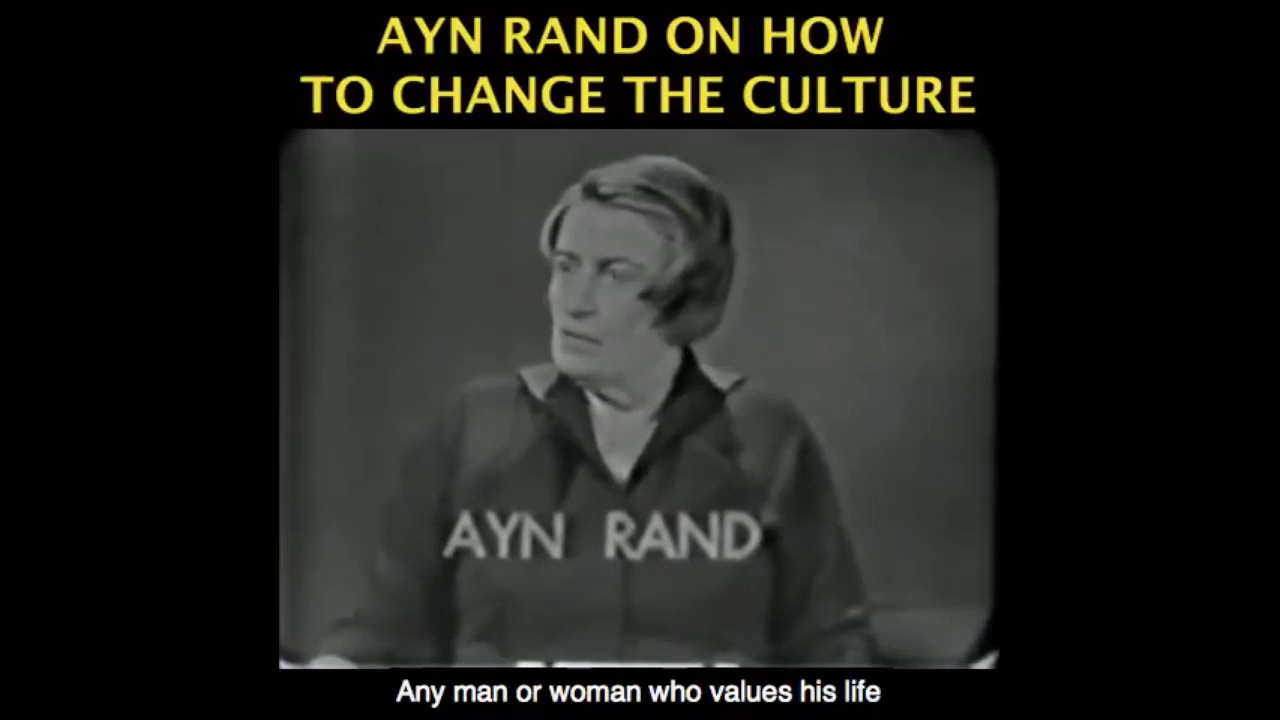 AYN RAND ON HOW
TO CHANGE THE CULTURE
AYN RAND
Any man or woman who values his life